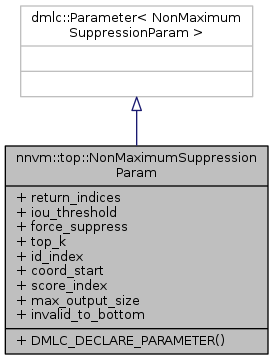 dmlc::Parameter< NonMaximum
SuppressionParam >
nnvm::top::NonMaximumSuppression
Param
+ return_indices
+ iou_threshold
+ force_suppress
+ top_k
+ id_index
+ coord_start
+ score_index
+ max_output_size
+ invalid_to_bottom
+ DMLC_DECLARE_PARAMETER()